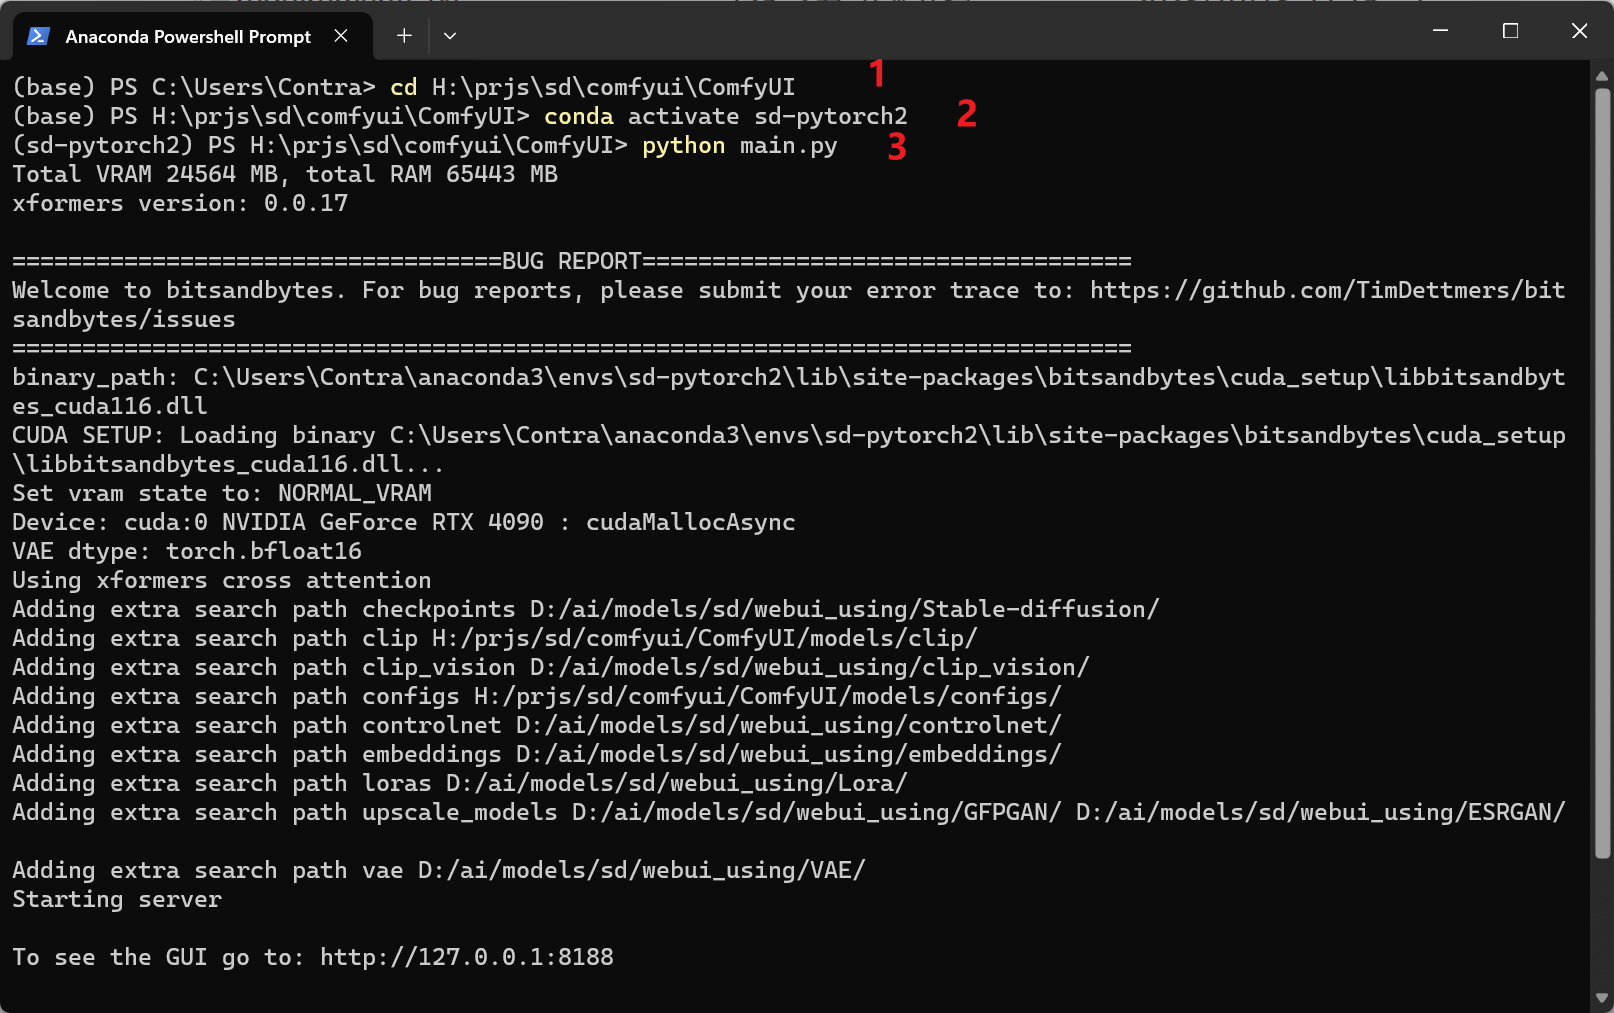 Anaconda Powershell Prompt
(base) PS C:\Users\Contra> cd H:\prjs\sd\comfyui\ComfyUI 1
(base) PS H:\prjs\sd\comfyui\ComfyUI> conda activate sd-pytorch2 2
(sd-pytorch2) PS H:\prjs\sd\comfyui\ComfyUI> python main.py 3
Total VRAM 24564 MB, total RAM 65443 MB
xformers version: 0.0.17
===================================BUG REPORT===================================
Welcome to bitsandbytes. For bug reports, please submit your error trace to: https://github.com/TimDettmers/bit
sandbytes/issues
================================================================================
binary_path: C:\Users\Contra\anaconda3\envs\sd-pytorch2\lib\site-packages\bitsandbytes\cuda_setup\libbitsandbyt
es_cuda116.dll
CUDA SETUP: Loading binary C:\Users\Contra\anaconda3\envs\sd-pytorch2\lib\site-packages\bitsandbytes\cuda_setup
\libbitsandbytes_cuda116.dll...
Set vram state to: NORMAL_VRAM
Device: cuda:0 NVIDIA GeForce RTX 4090 : cudaMallocAsync
VAE dtype: torch.bfloat16
Using xformers cross attention
Adding extra search path checkpoints D:/ai/models/sd/webui_using/Stable-diffusion/
Adding extra search path clip H:/prjs/sd/comfyui/ComfyUI/models/clip/
Adding extra search path clip_vision D:/ai/models/sd/webui_using/clip_vision/
Adding extra search path configs H:/prjs/sd/comfyui/ComfyUI/models/configs/
Adding extra search path controlnet D:/ai/models/sd/webui_using/controlnet/
Adding extra search path embeddings D:/ai/models/sd/webui_using/embeddings/
Adding extra search path loras D:/ai/models/sd/webui_using/Lora/
Adding extra search path upscale_models D:/ai/models/sd/webui_using/GFPGAN/ D:/ai/models/sd/webui_using/ESRGAN/
Adding extra search path vae D:/ai/models/sd/webui_using/VAE/
Starting server
To see the GUI go to: http://127.0.0.1:8188